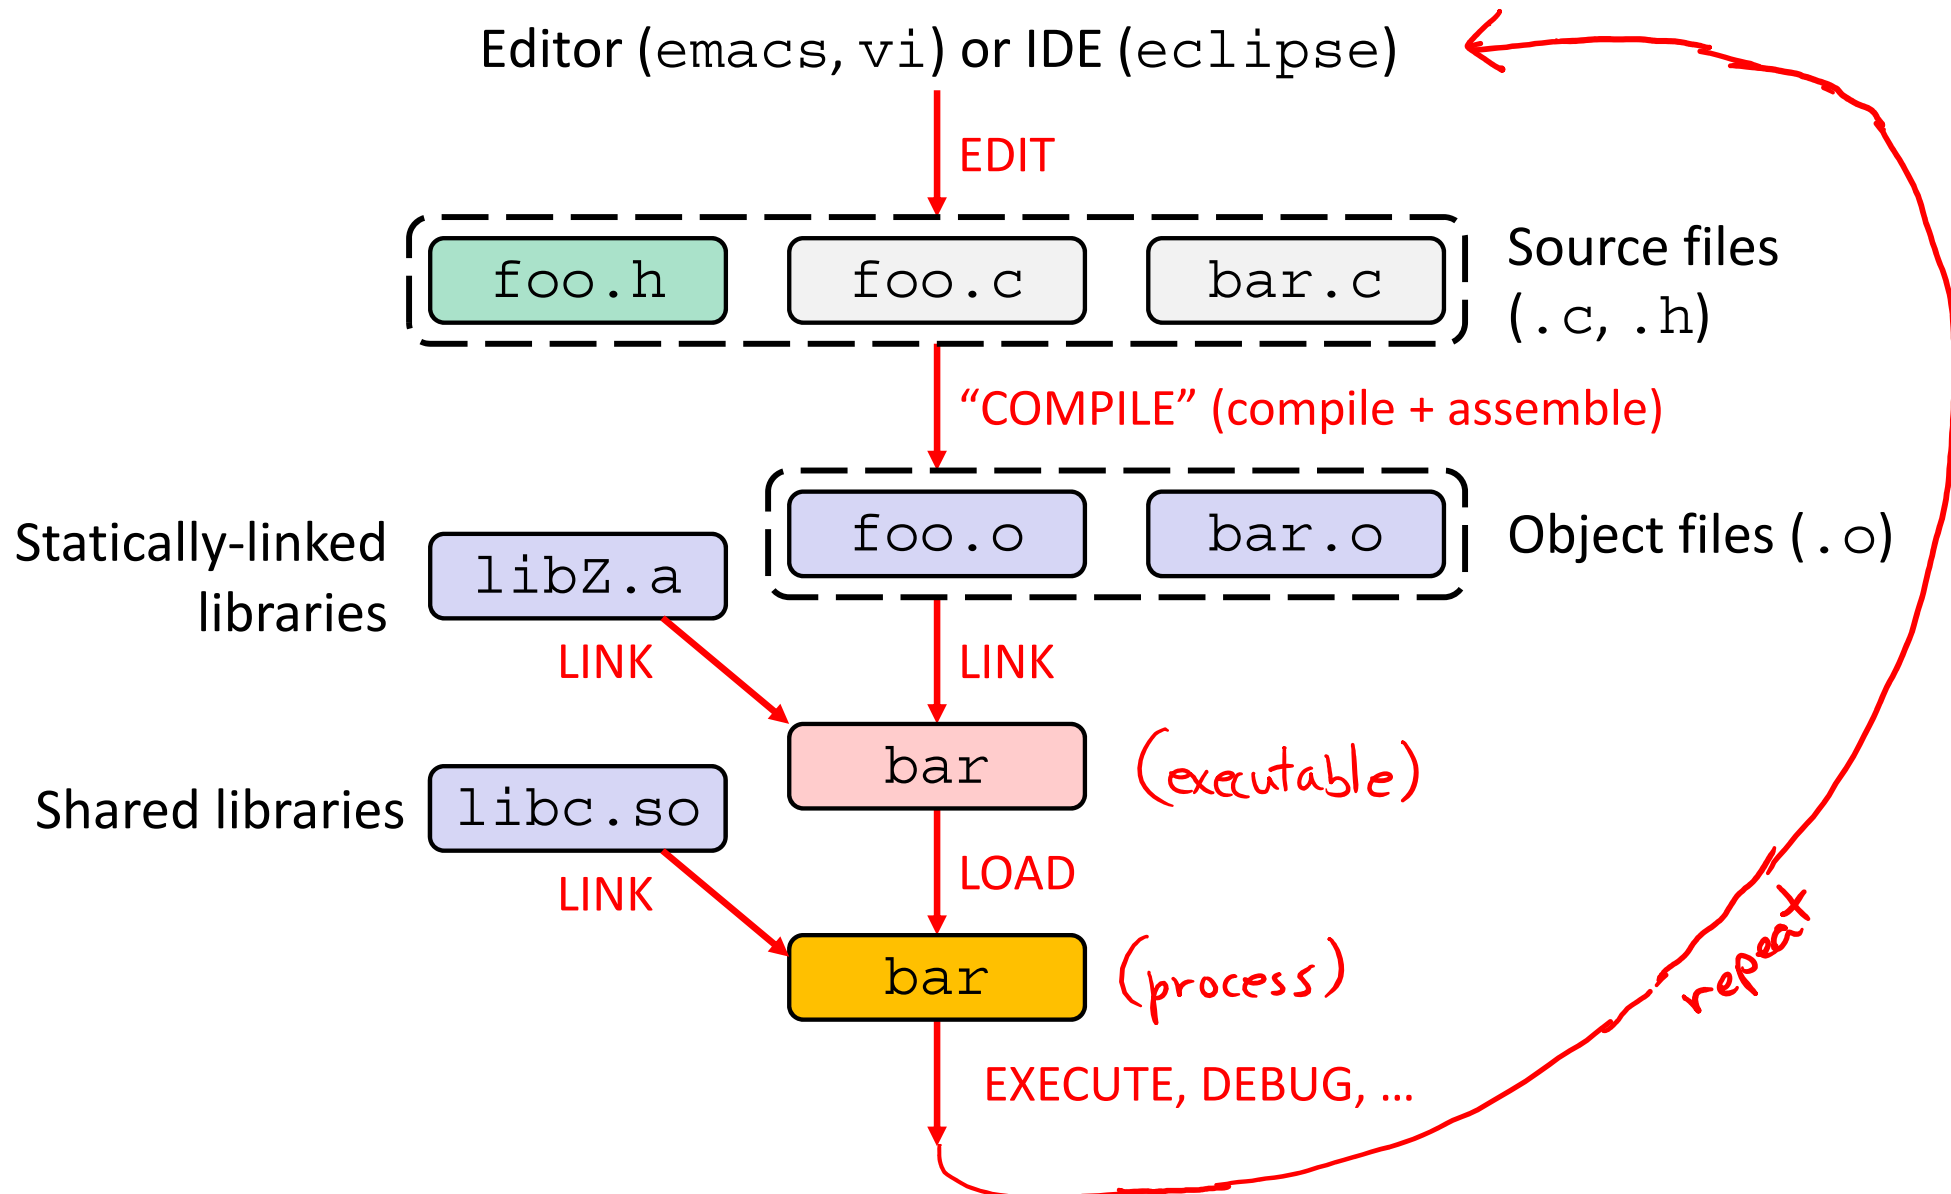 Editor (emacs, vi) or IDE (eclipse)
EDIT
foo.h
foo.c
bar.c
Source files
(.c, .h)
“COMPILE” (compile + assemble)
Statically-linked
libraries
libZ.a
foo.o
bar.o
Object files (.o)
LINK
LINK
bar
(executable)
Shared libraries
libc.so
LINK
LOAD
bar
(process)
repeat
EXECUTE, DEBUG, …